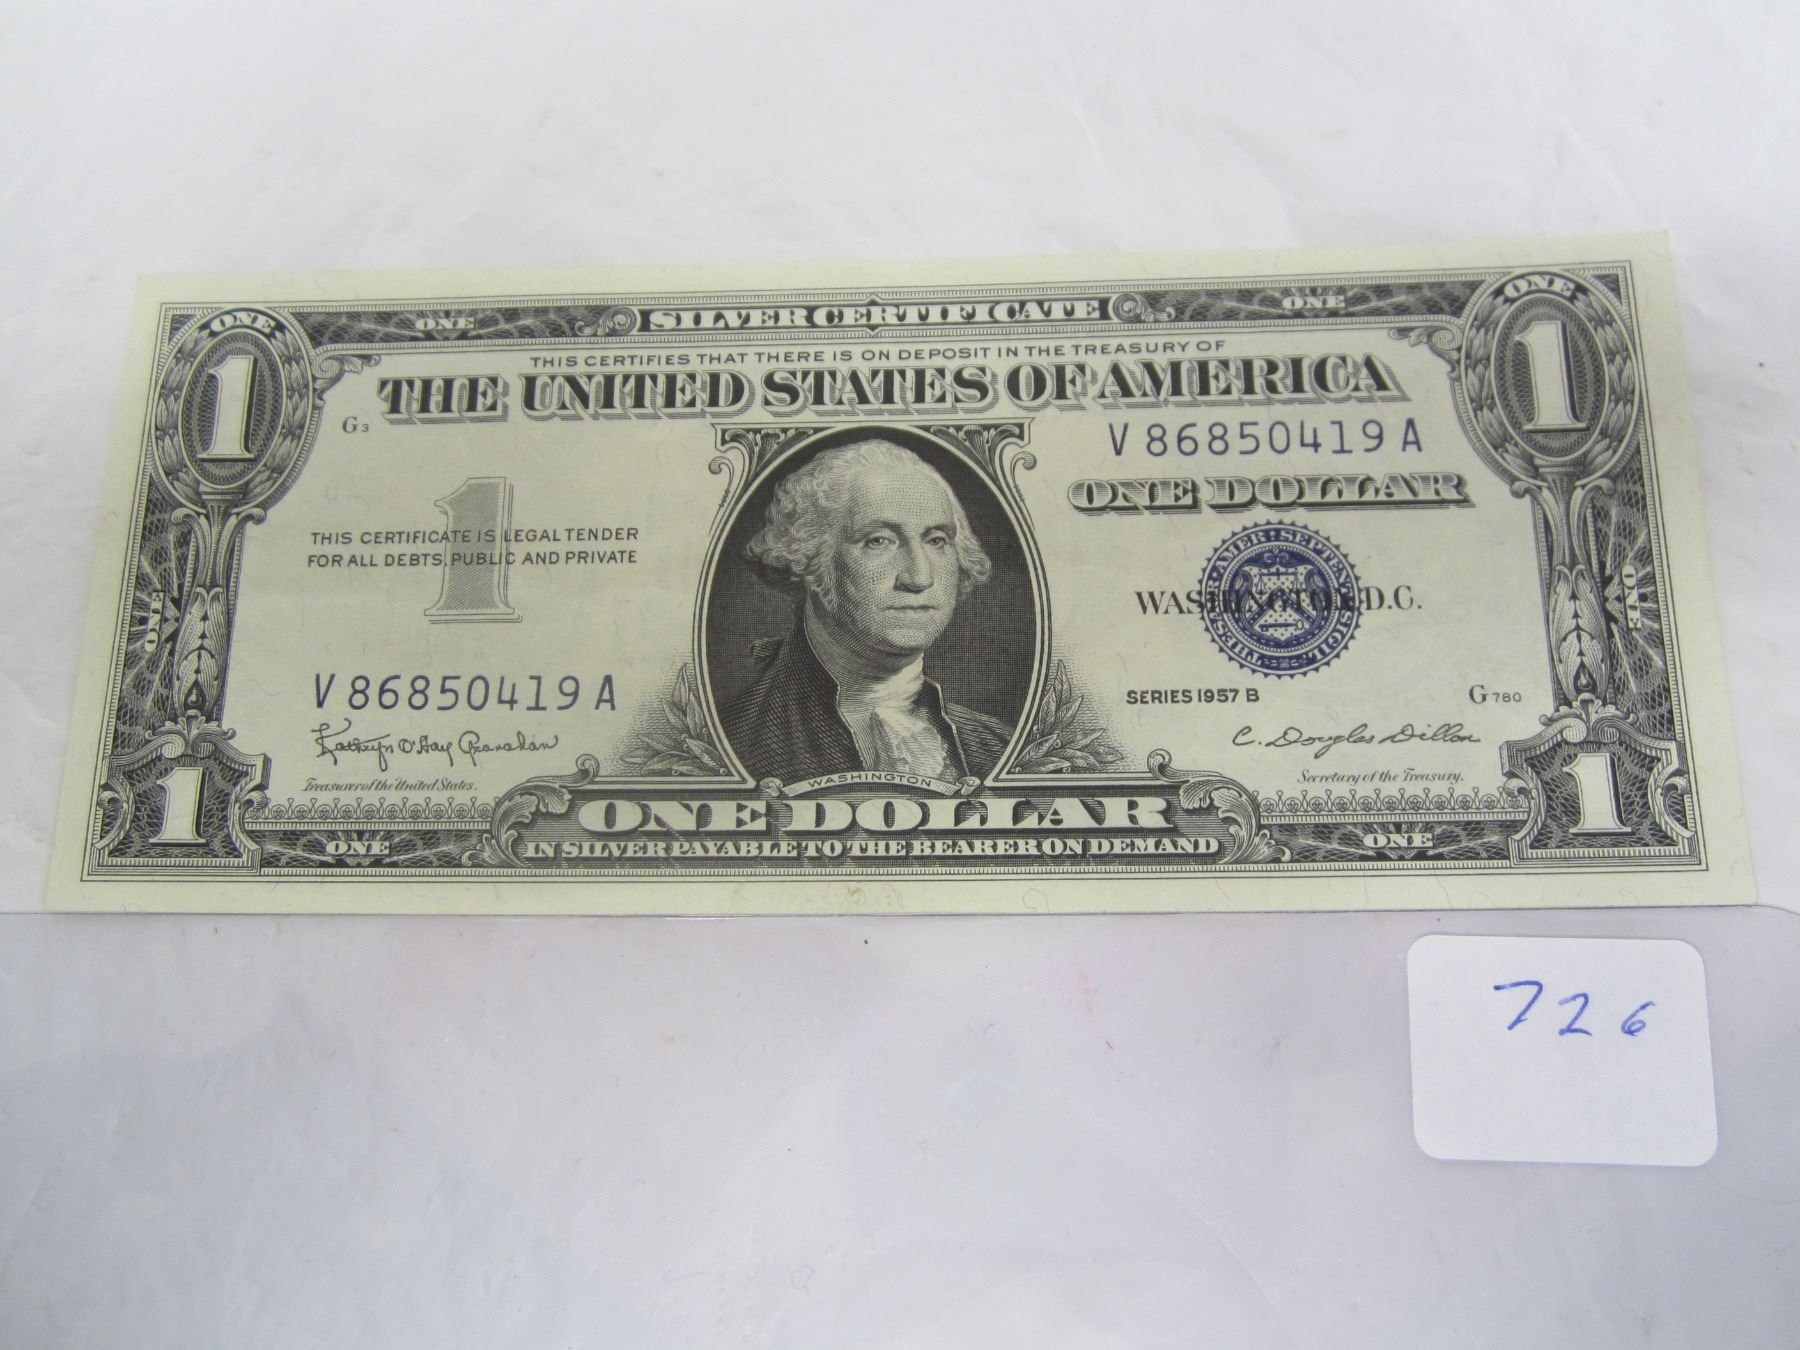 ONE SILVER CERTIFICATE ONE
ONE ONE
THIS CERTIFIES THAT THERE IS ON DEPOSIT IN THE TREASURY OF
1 THE UNITED STATES OF AMERICA 1
G3
V 86850419 A
ONE DOLLAR
1
THIS CERTIFICATE IS LEGAL TENDER
FOR ALL DEBTS, PUBLIC AND PRIVATE
WASHINGTON, D.C.
ONE ONE
V 86850419 A
SERIES 1957 B G780
Kathryn O'Hay Granahan
C. Douglas Dillon
Treasurer of the United States.
Secretary of the Treasury.
WASHINGTON
1 ONE DOLLAR 1
ONE IN SILVER PAYABLE TO THE BEARER ON DEMAND ONE
726